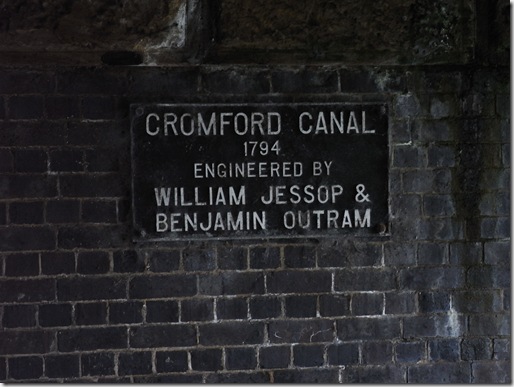 CROMFORD CANAL
1794
ENGINEERED BY
WILLIAM JESSOP &
BENJAMIN OUTRAM